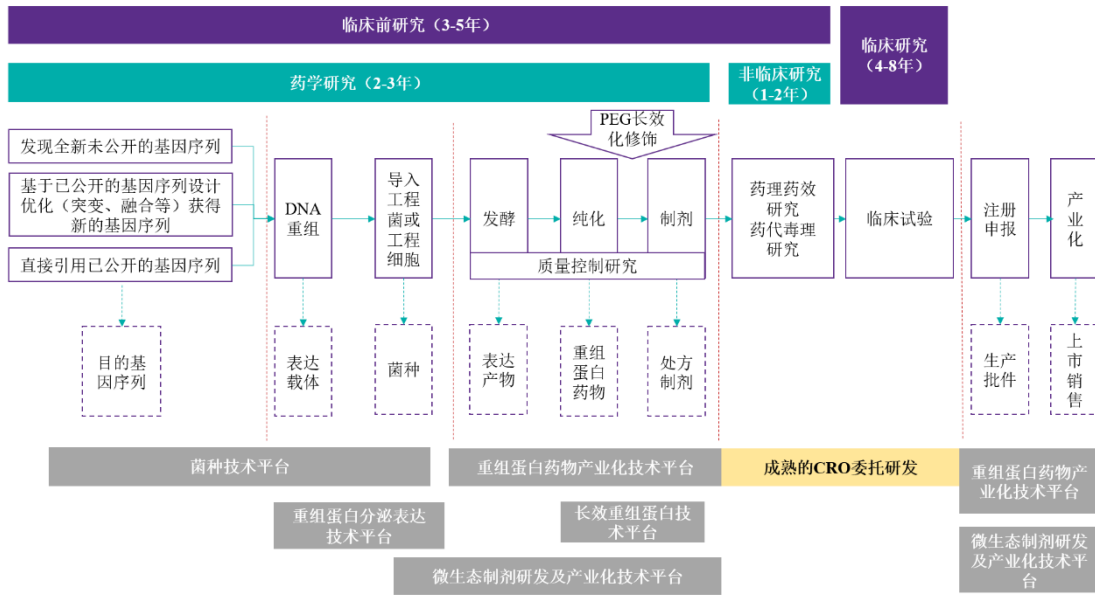 临床前研究（3-5年）
临床研究
（4-8年）
药学研究（2-3年）
非临床研究
（1-2年）
PEG长效
化修饰
发现全新未公开的基因序列
基于已公开的基因序列设计
优化（突变、融合等）获得
新的基因序列
直接引用已公开的基因序列
DNA
重组
导入
工程
菌或
工程
细胞
发酵
纯化
制剂
质量控制研究
药理药效
研究
药代毒理
研究
临床试验
注册
申报
产
业
化
目的基
因序列
表达
载体
菌种
表达
产物
重组
蛋白
药物
处方
制剂
生产
批件
上
市
销
售
菌种技术平台
重组蛋白药物产业化技术平台
成熟的CRO委托研发
重组蛋白药物产
业化技术平台
重组蛋白分泌表达
技术平台
长效重组蛋白技
术平台
微生态制剂研发及产业化技术平台
微生态制剂研发
及产业化技术平
台